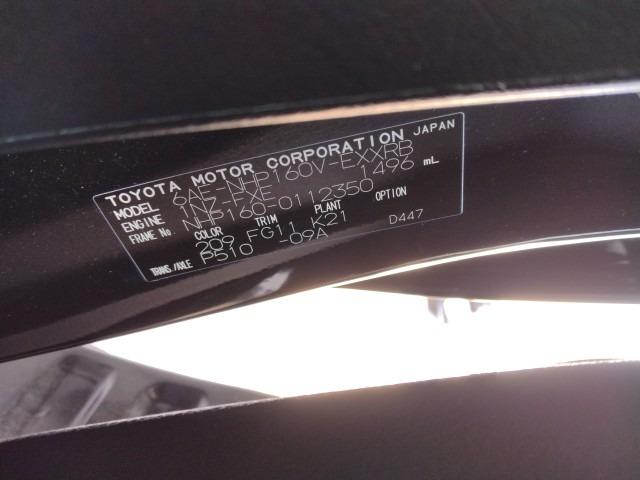 TOYOTA MOTOR CORPORATION JAPAN
MODEL 6AE-NHP160V-EXXRB
ENGINE 1NZ-FXE 1496 mL
FRAME No NHP160-0112350
COLOR TRIM PLANT OPTION
209 FG11 K21 D447
TRANS./AXLE P510 -09A